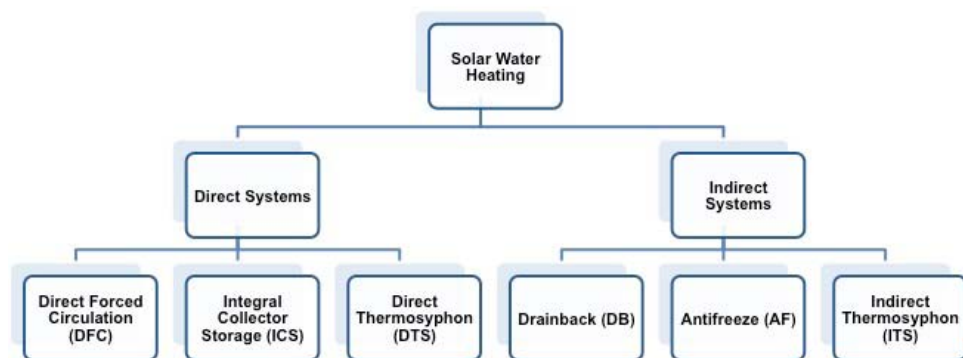 Solar Water
Heating
Direct Systems
Indirect
Systems
Direct Forced
Circulation
(DFC)
Integral
Collector
Storage (ICS)
Direct
Thermosyphon
(DTS)
Drainback (DB)
Antifreeze (AF)
Indirect
Thermosyphon
(ITS)